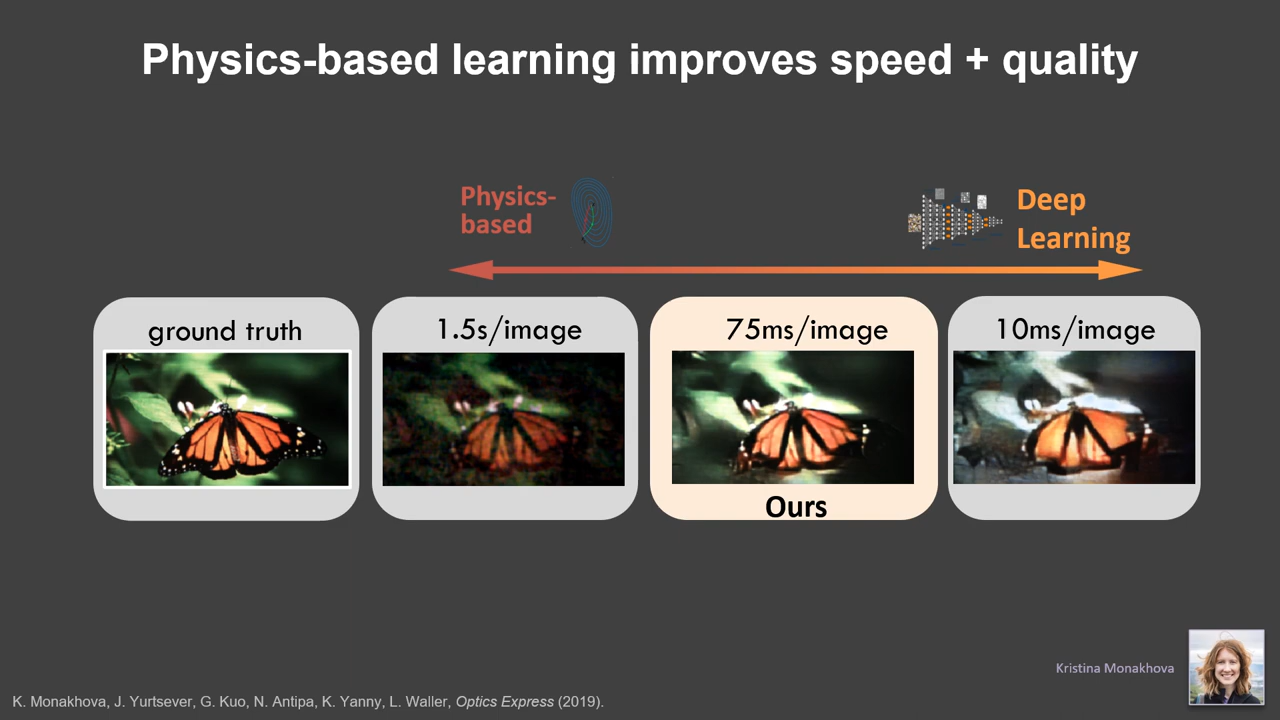 Physics-based learning improves speed + quality
Physics-
based
Deep
Learning
ground truth
1.5s/image
75ms/image
10ms/image
Ours
Kristina Monakhova
K. Monakhova, J. Yurtsever, G. Kuo, N. Antipa, K. Yanny, L. Waller, Optics Express (2019).